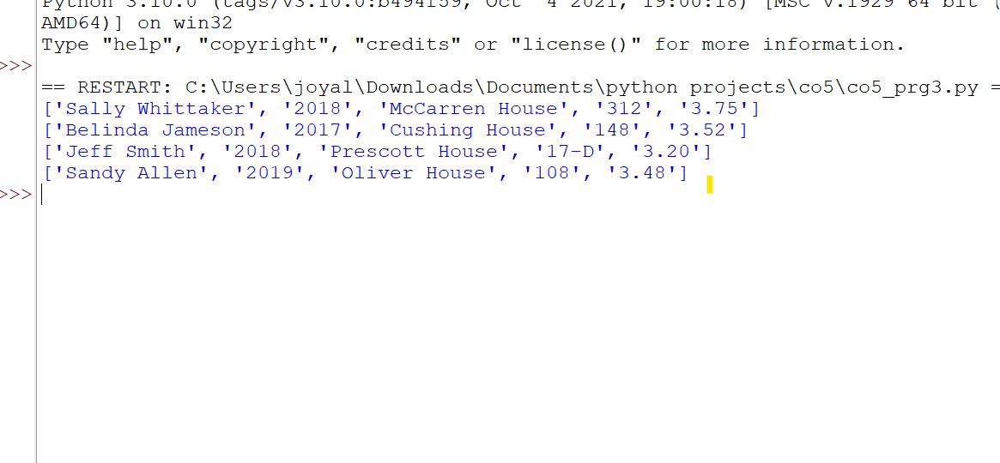 Python 3.10.0 (tags/v3.10.0:b494f59, Oct  4 2021, 19:00:18) [MSC v.1929 64 bit (
AMD64)] on win32
Type "help", "copyright", "credits" or "license()" for more information.
>>>
== RESTART: C:\Users\joyal\Downloads\Documents\python projects\co5\co5_prg3.py =
['Sally Whittaker', '2018', 'McCarren House', '312', '3.75']
['Belinda Jameson', '2017', 'Cushing House', '148', '3.52']
['Jeff Smith', '2018', 'Prescott House', '17-D', '3.20']
['Sandy Allen', '2019', 'Oliver House', '108', '3.48']
>>>